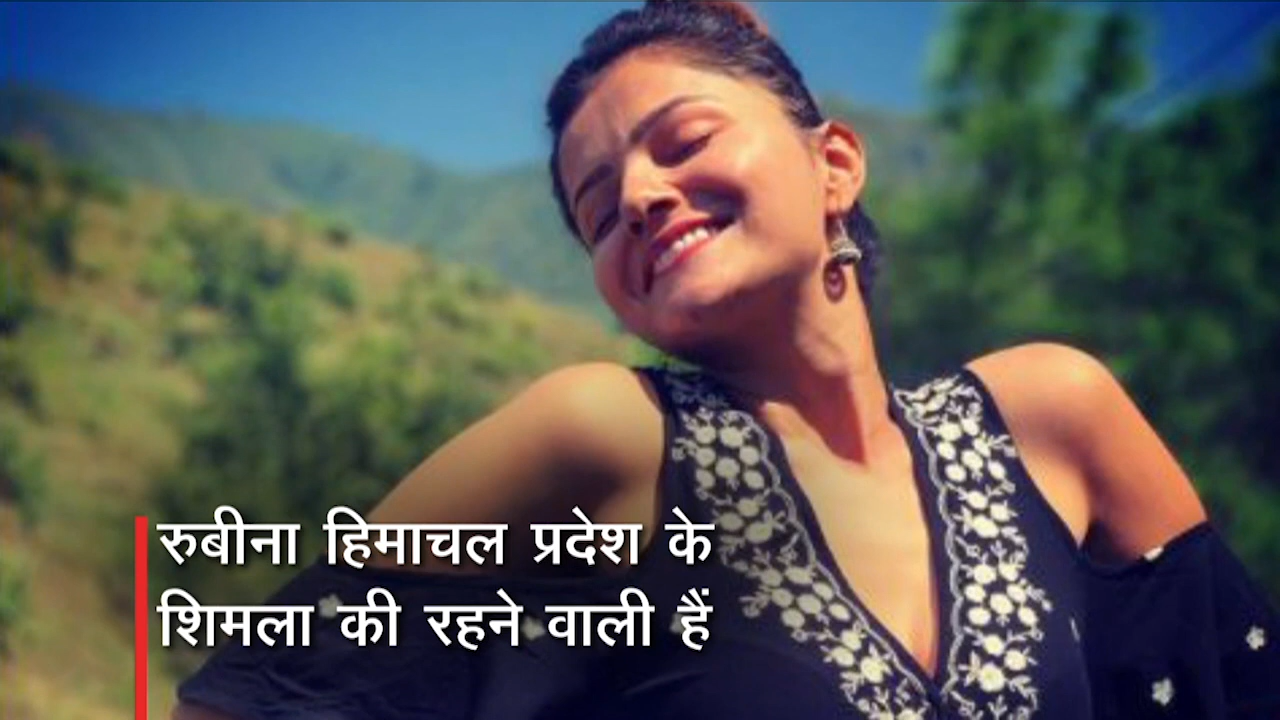 रुबीना हिमाचल प्रदेश के
शिमला की रहने वाली हैं